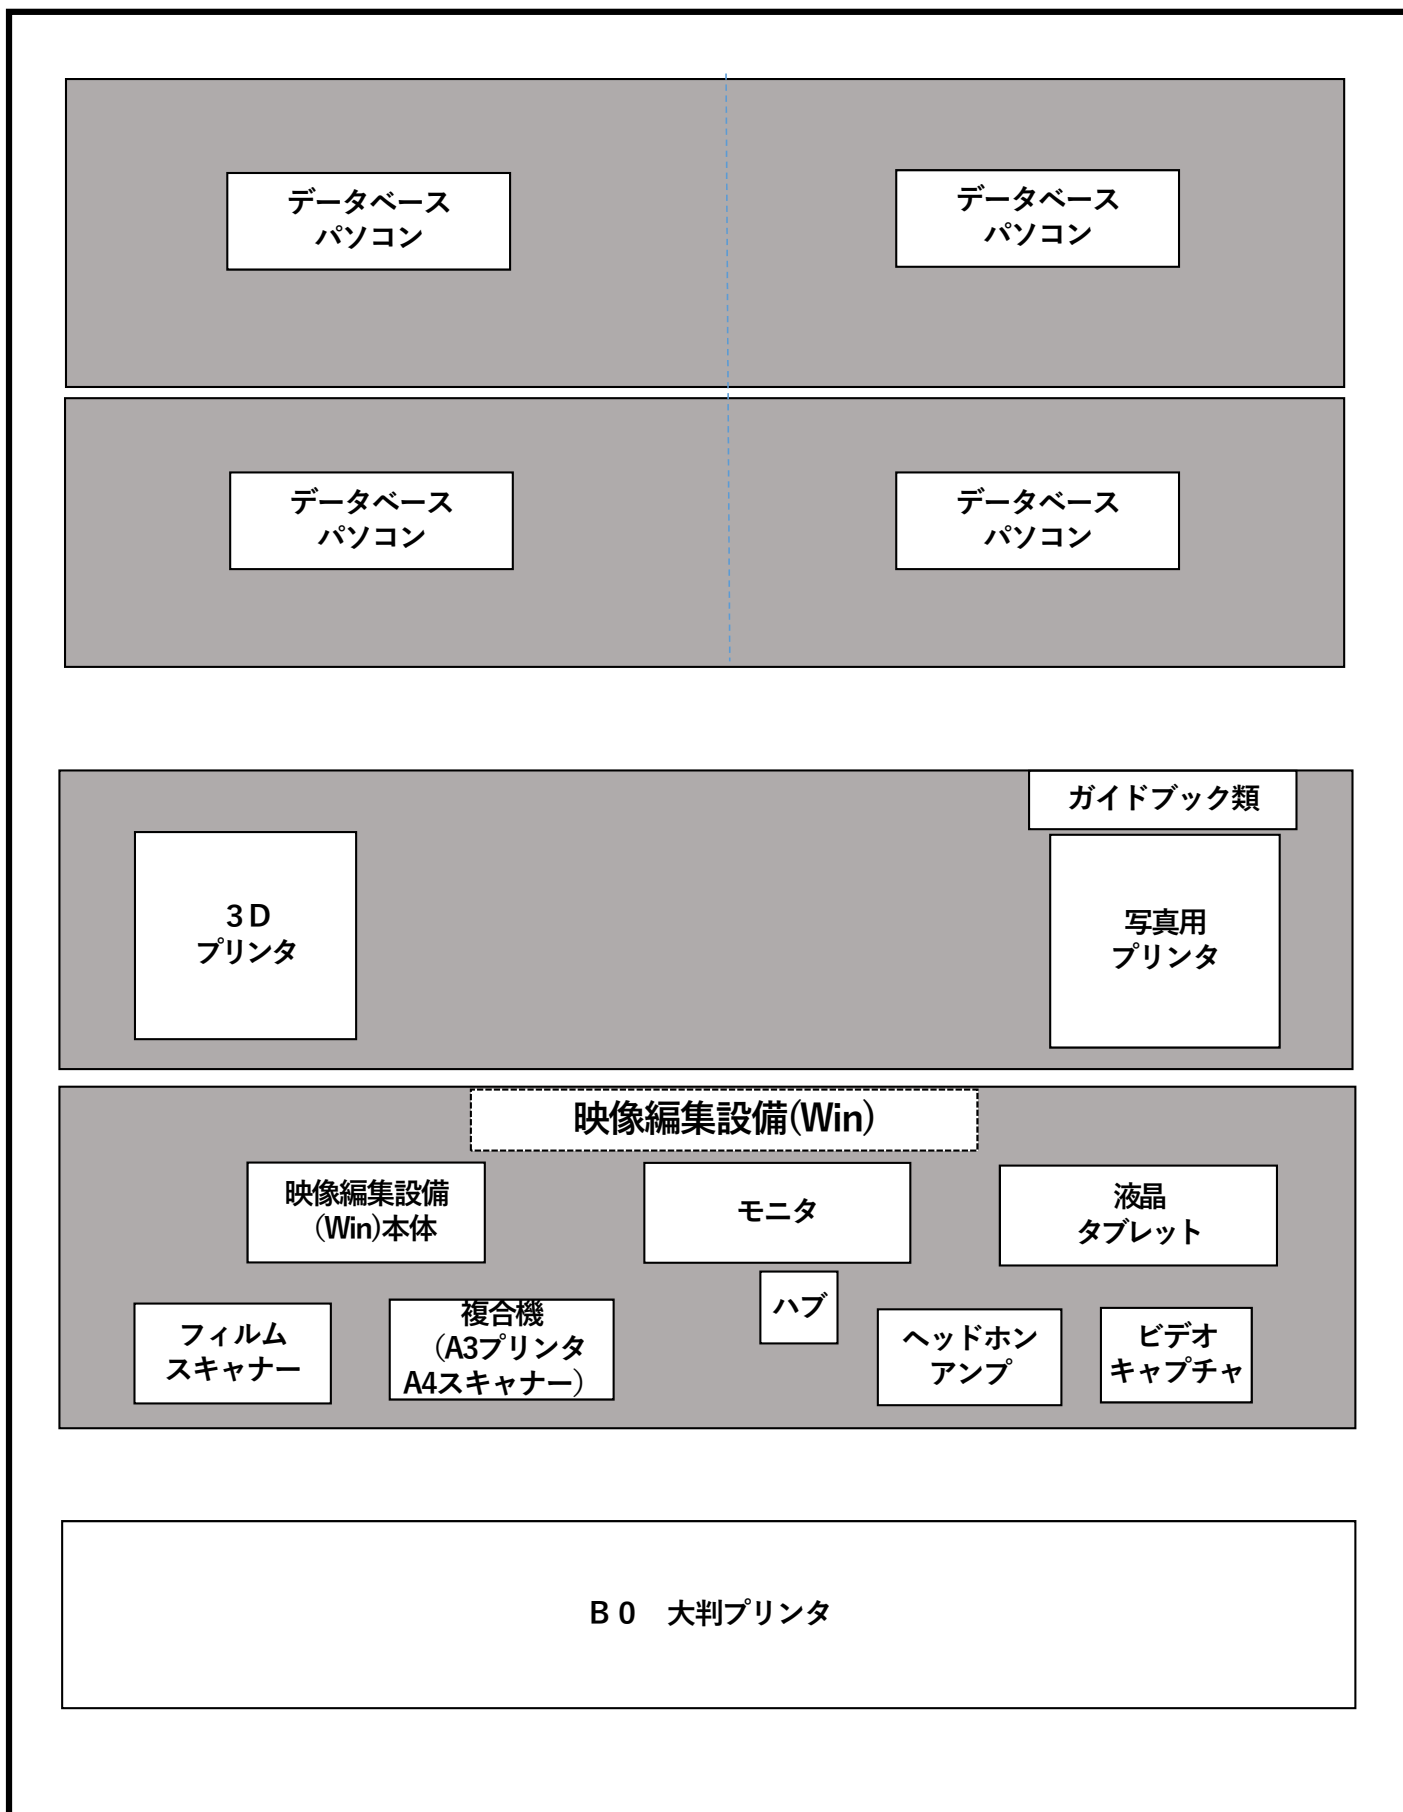 データベース
パソコン
データベース
パソコン
データベース
パソコン
データベース
パソコン
ガイドブック類
３Ｄ
プリンタ
写真用
プリンタ
映像編集設備(Win)
映像編集設備
(Win)本体
モニタ
液晶
タブレット
フィルム
スキャナー
複合機
（A3プリンタ
A4スキャナー）
ハブ
ヘッドホン
アンプ
ビデオ
キャプチャ
Ｂ０　大判プリンタ